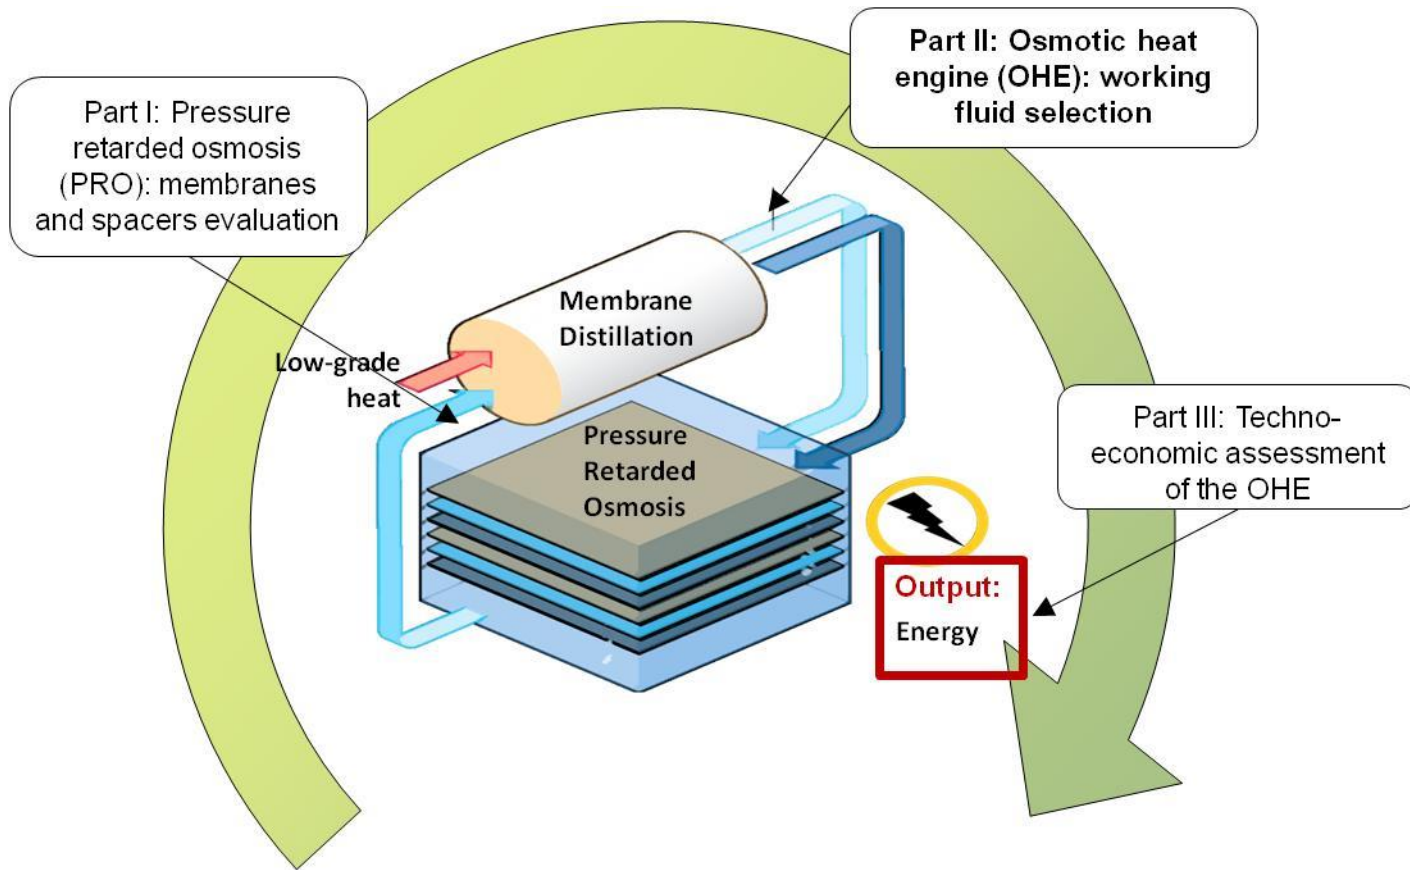 Part I: Pressure
retarded osmosis
(PRO): membranes
and spacers evaluation
Part II: Osmotic heat
engine (OHE): working
fluid selection
Membrane
Distillation
Low-grade
heat
Pressure
Retarded
Osmosis
Part III: Techno-
economic assessment
of the OHE
Output:
Energy